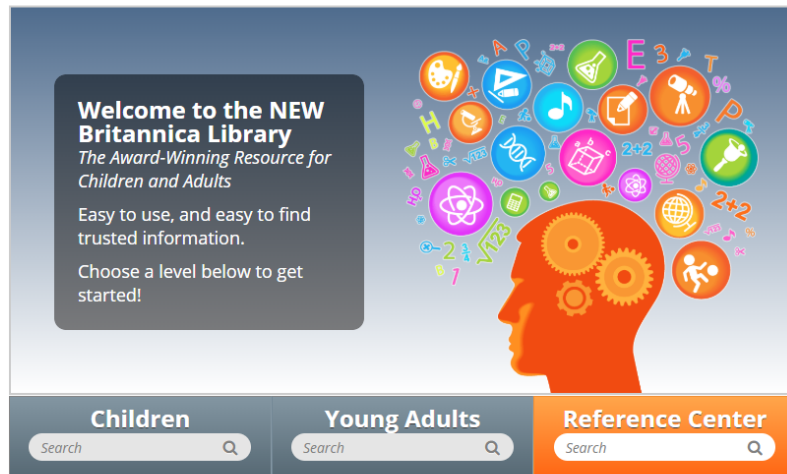 Welcome to the NEW
Britannica Library
The Award-Winning Resource for
Children and Adults
Easy to use, and easy to find
trusted information.
Choose a level below to get
started!
Children
Young Adults
Reference Center
Search
Search
Search